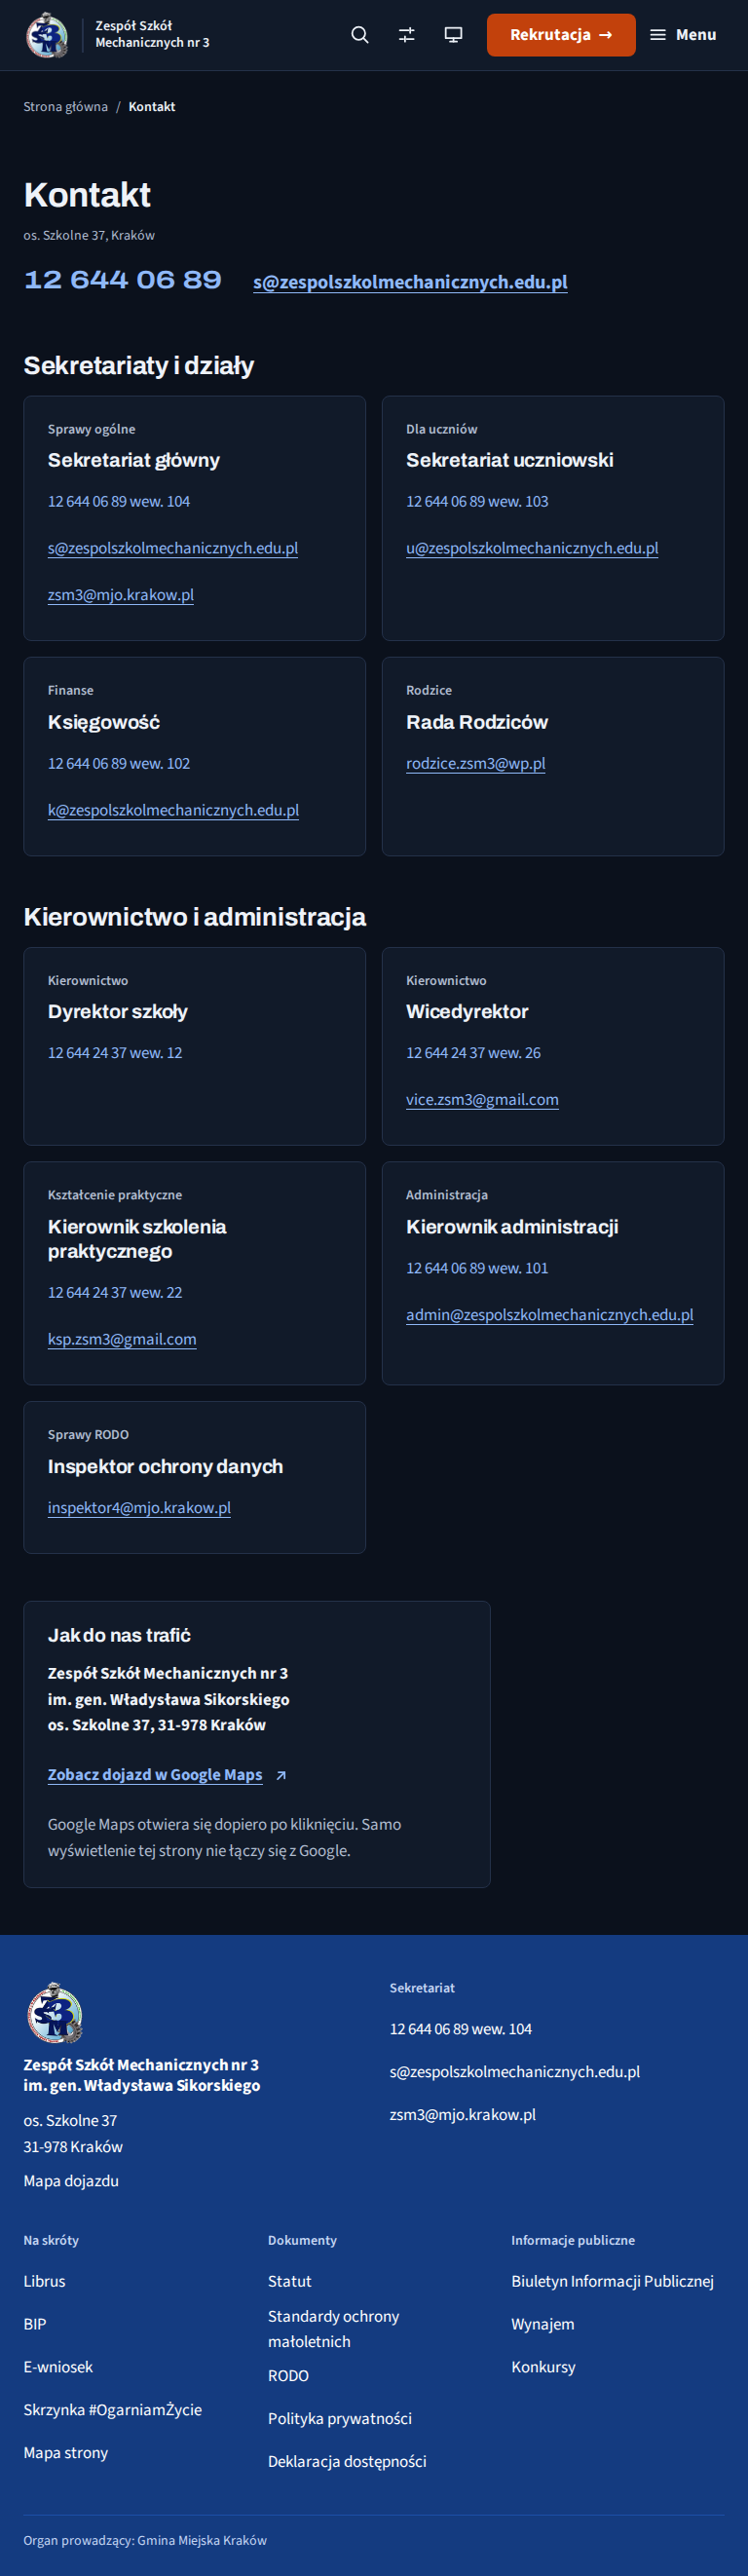 Zespół Szkół
Mechanicznych nr 3
Rekrutacja →
Menu
Strona główna / Kontakt
Kontakt
os. Szkolne 37, Kraków
12 644 06 89
s@zespolszkolmechanicznych.edu.pl
Sekretariaty i działy
Sprawy ogólne
Sekretariat główny
12 644 06 89 wew. 104
s@zespolszkolmechanicznych.edu.pl
zsm3@mjo.krakow.pl
Dla uczniów
Sekretariat uczniowski
12 644 06 89 wew. 103
u@zespolszkolmechanicznych.edu.pl
Finanse
Księgowość
12 644 06 89 wew. 102
k@zespolszkolmechanicznych.edu.pl
Rodzice
Rada Rodziców
rodzice.zsm3@wp.pl
Kierownictwo i administracja
Kierownictwo
Dyrektor szkoły
12 644 24 37 wew. 12
Kierownictwo
Wicedyrektor
12 644 24 37 wew. 26
vice.zsm3@gmail.com
Kształcenie praktyczne
Kierownik szkolenia
praktycznego
12 644 24 37 wew. 22
ksp.zsm3@gmail.com
Administracja
Kierownik administracji
12 644 06 89 wew. 101
admin@zespolszkolmechanicznych.edu.pl
Sprawy RODO
Inspektor ochrony danych
inspektor4@mjo.krakow.pl
Jak do nas trafić
Zespół Szkół Mechanicznych nr 3
im. gen. Władysława Sikorskiego
os. Szkolne 37, 31-978 Kraków
Zobacz dojazd w Google Maps ↗
Google Maps otwiera się dopiero po kliknięciu. Samo
wyświetlenie tej strony nie łączy się z Google.
Zespół Szkół Mechanicznych nr 3
im. gen. Władysława Sikorskiego
os. Szkolne 37
31-978 Kraków
Mapa dojazdu
Sekretariat
12 644 06 89 wew. 104
s@zespolszkolmechanicznych.edu.pl
zsm3@mjo.krakow.pl
Na skróty
Librus
BIP
E-wniosek
Skrzynka #OgarniamŻycie
Mapa strony
Dokumenty
Statut
Standardy ochrony
małoletnich
RODO
Polityka prywatności
Deklaracja dostępności
Informacje publiczne
Biuletyn Informacji Publicznej
Wynajem
Konkursy
Organ prowadzący: Gmina Miejska Kraków